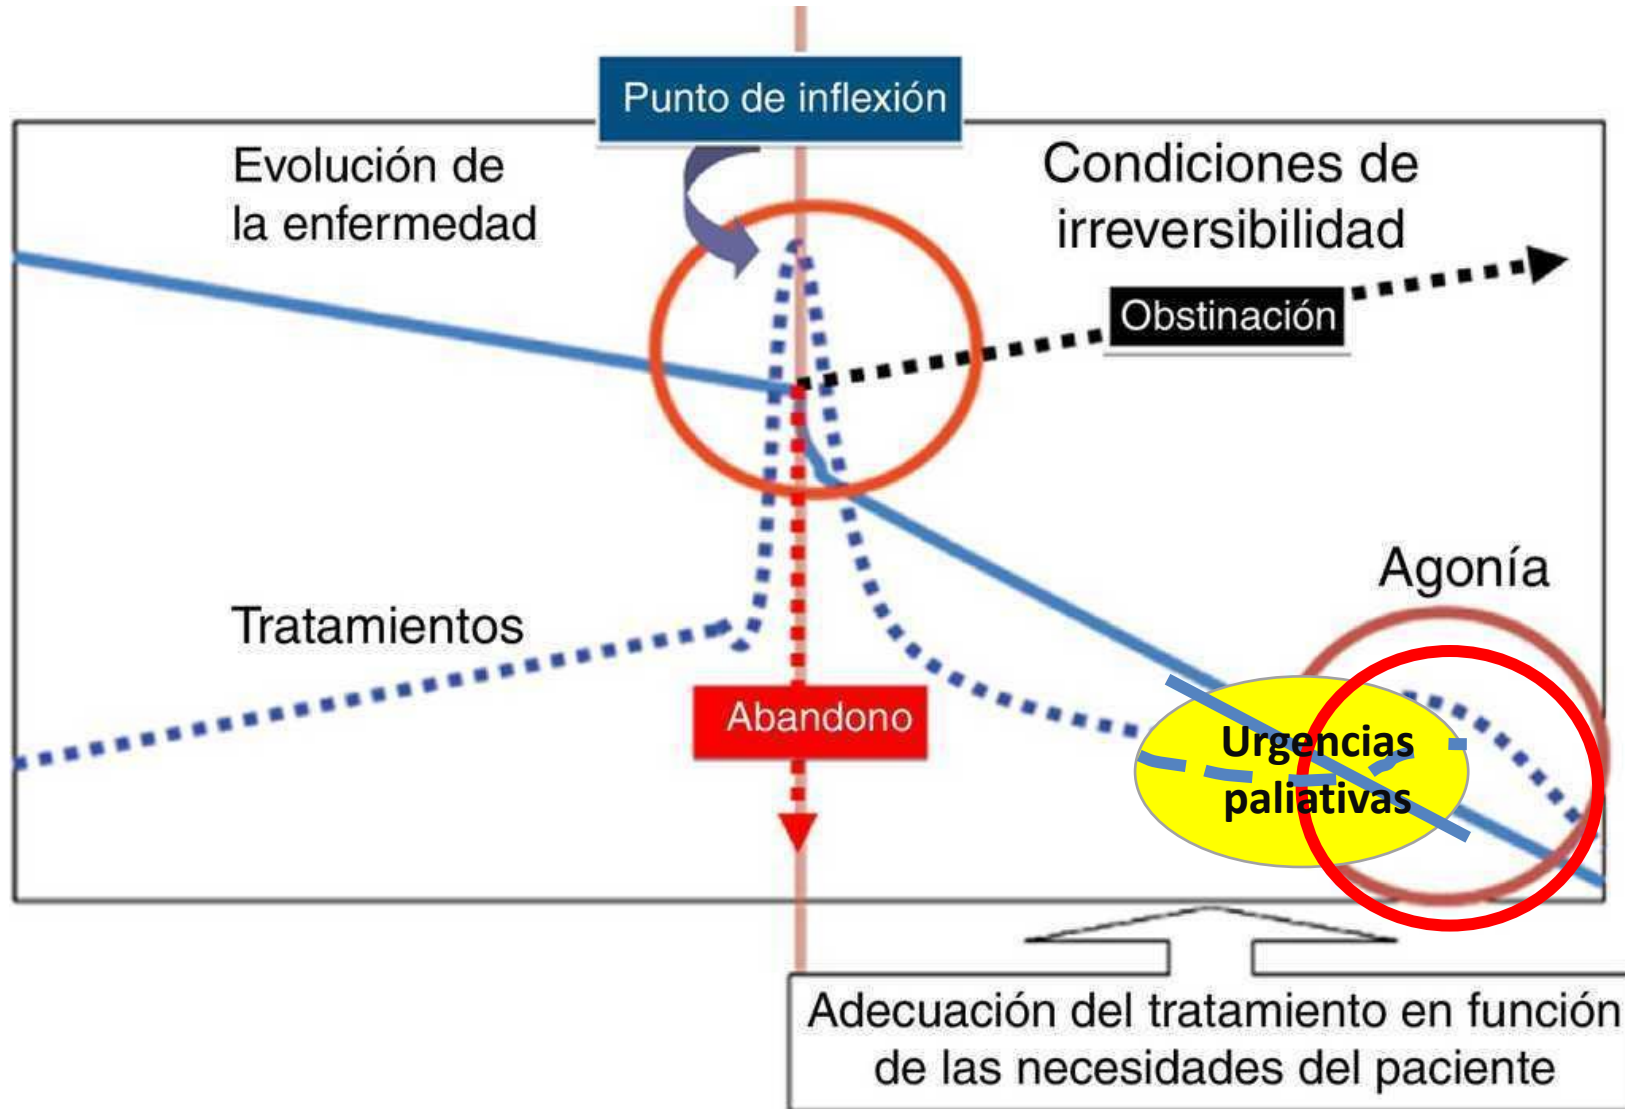 Punto de inflexión
Evolución de
la enfermedad
Condiciones de
irreversibilidad
Obstinación
Agonía
Tratamientos
Abandono
Urgencias
paliativas
Adecuación del tratamiento en función
de las necesidades del paciente